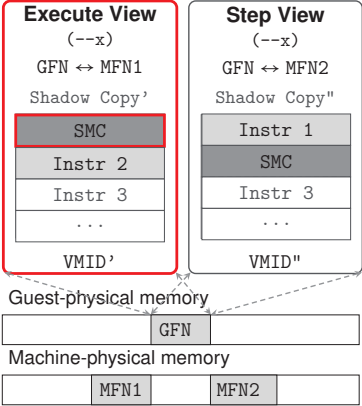 Execute View
(--x)
GFN ↔ MFN1
Shadow Copy'
SMC
Instr 2
Instr 3
...
VMID'
Step View
(--x)
GFN ↔ MFN2
Shadow Copy"
Instr 1
SMC
Instr 3
...
VMID"
Guest-physical memory
GFN
Machine-physical memory
MFN1
MFN2